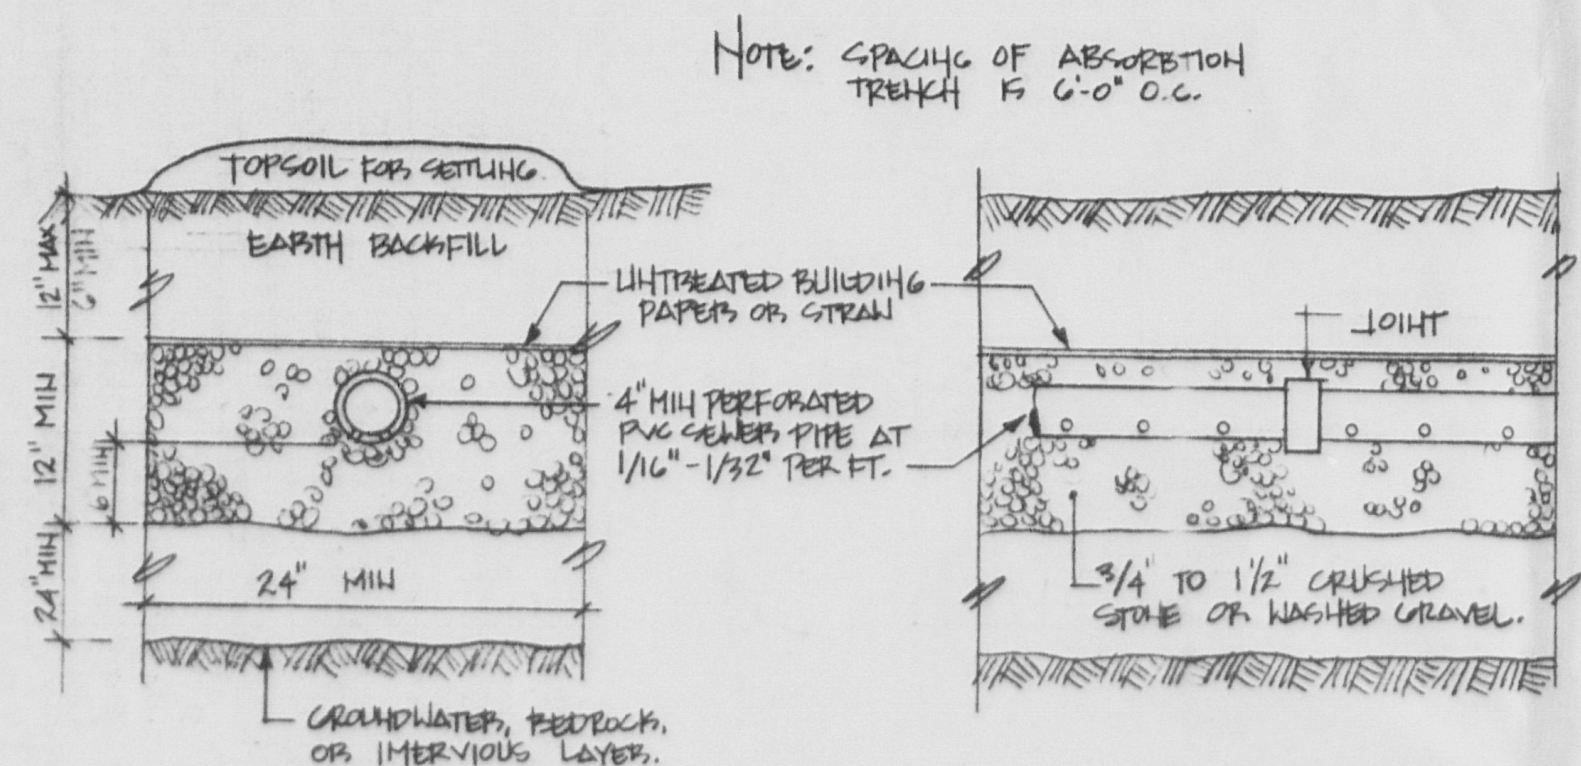 NOTE: SPACING OF ABSORBTION
TRENCH IS 6'-0" O.C.
TOPSOIL FOR SETTLING.
EARTH BACKFILL
12" MAX
6" MIN
12" MIN
6 MIN
24" MIN
24" MIN
UNTREATED BUILDING
PAPER OR STRAW
4" MIN PERFORATED
PVC SEWER PIPE AT
1/16"-1/32" PER FT.
GROUNDWATER, BEDROCK,
OR IMERVIOUS LAYER.
JOINT
3/4" TO 1 1/2" CRUSHED
STONE OR WASHED GRAVEL.